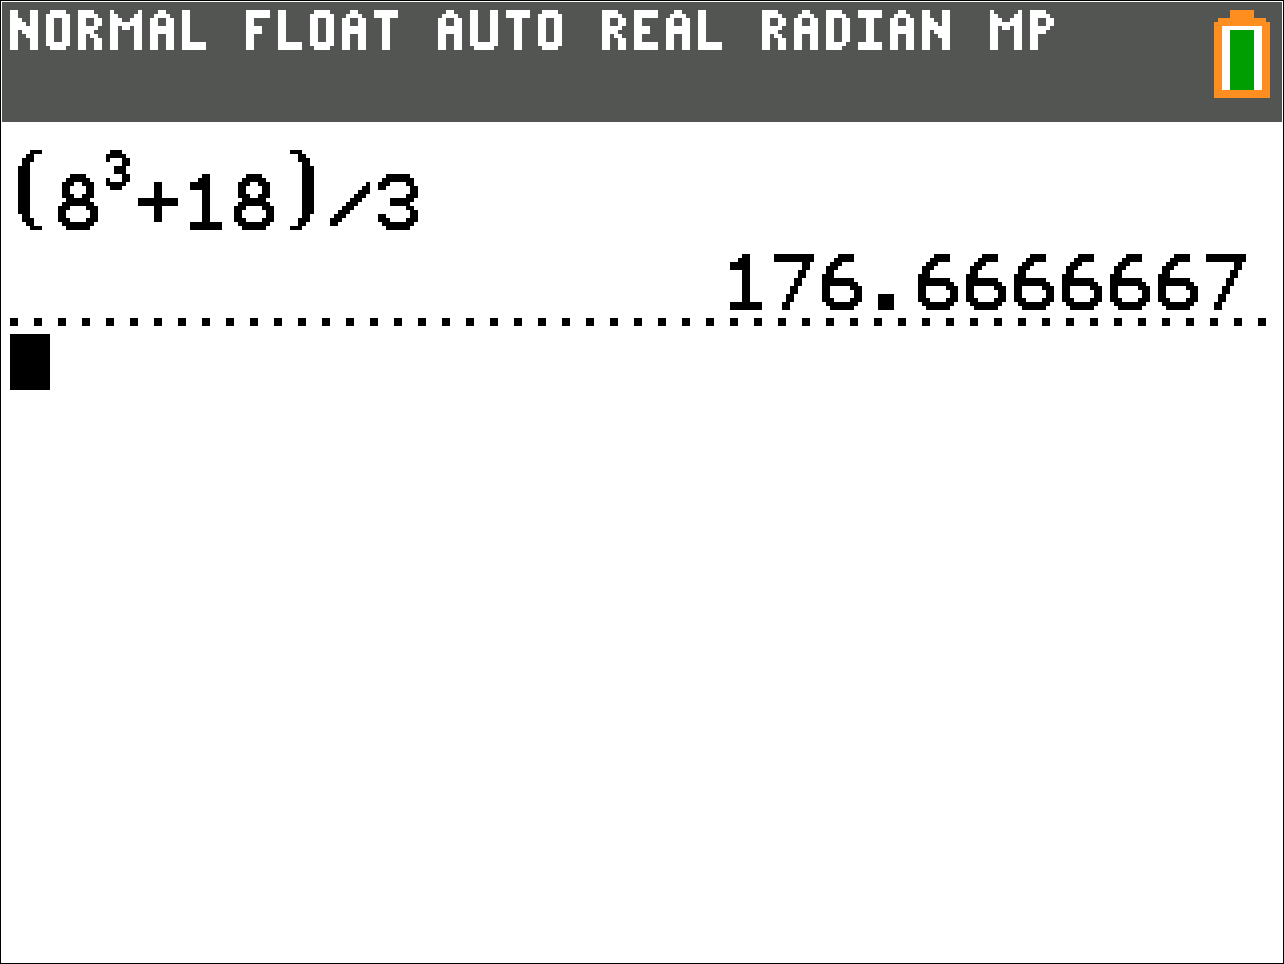 NORMAL FLOAT AUTO REAL RADIAN MP
(8³+18)/3
176.6666667